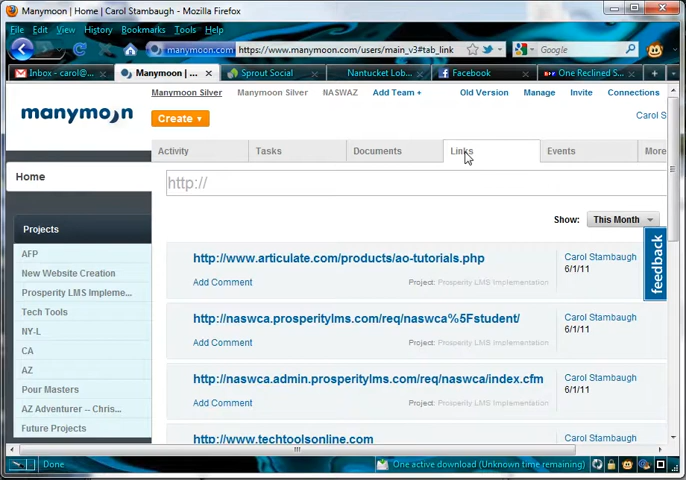 Manymoon | Home | Carol Stambaugh - Mozilla Firefox
File Edit View History Bookmarks Tools Help
manymoon.com https://www.manymoon.com/users/main_v3#tab_link Google
Inbox - carol@... Manymoon | ... Sprout Social Nantucket Lob... Facebook One Reclined S...
Manymoon Silver Manymoon Silver NASWAZ Add Team + Old Version Manage Invite Connections
manymoon
Create Carol S
Activity Tasks Documents Links Events More
Home
http://
Show: This Month
Projects
feedback
AFP
New Website Creation
Prosperity LMS Impleme...
Tech Tools
NY-L
CA
AZ
Pour Masters
AZ Adventurer -- Chris...
Future Projects
http://www.articulate.com/products/ao-tutorials.php Carol Stambaugh
6/1/11
Add Comment Project: Prosperity LMS Implementation
http://naswca.prosperitylms.com/req/naswca%5Fstudent/ Carol Stambaugh
6/1/11
Add Comment Project: Prosperity LMS Implementation
http://naswca.admin.prosperitylms.com/req/naswca/index.cfm Carol Stambaugh
6/1/11
Add Comment Project: Prosperity LMS Implementation
http://www.techtoolsonline.com Carol Stambaugh
Done One active download (Unknown time remaining)